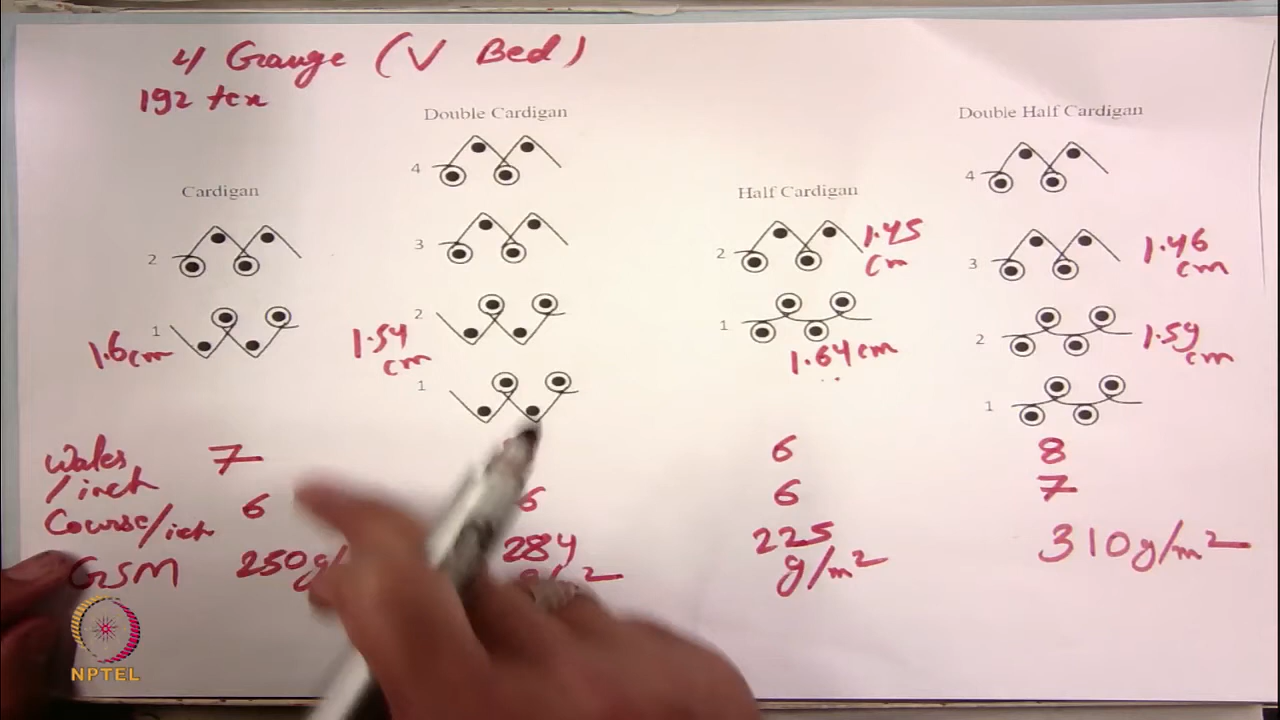 4 Gauge (V Bed)
192 tex
Cardigan
2
1
1.6cm
Double Cardigan
4
3
2
1
1.54
cm
Half Cardigan
2
1.45
cm
1
1.64cm
Double Half Cardigan
4
3
1.46
cm
2
1.59
cm
1
Wales
/inch
7
6
8
Course/ich
6
6
6
7
GSM
250g/
284
g/m2
225
g/m2
310g/m2
NPTEL